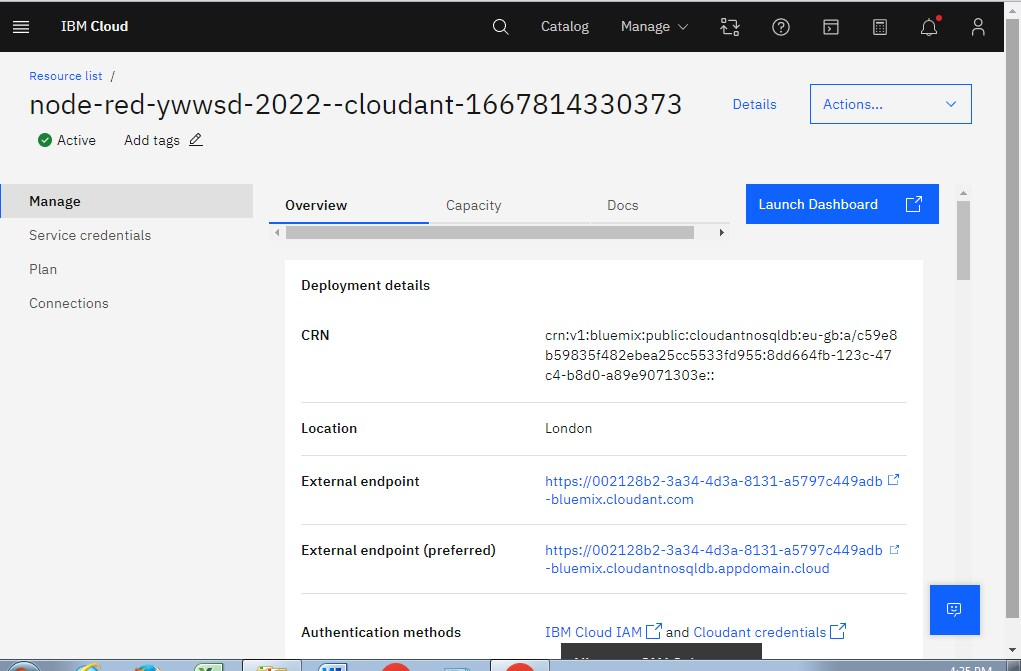 IBM Cloud
Catalog
Manage
Resource list /
node-red-ywwsd-2022--cloudant-1667814330373
Details
Actions...
Active
Add tags
Manage
Service credentials
Plan
Connections
Overview
Capacity
Docs
Launch Dashboard
Deployment details
CRN
crn:v1:bluemix:public:cloudantnosqldb:eu-gb:a/c59e8
b59835f482ebea25cc5533fd955:8dd664fb-123c-47
c4-b8d0-a89e9071303e::
Location
London
External endpoint
https://002128b2-3a34-4d3a-8131-a5797c449adb
-bluemix.cloudant.com
External endpoint (preferred)
https://002128b2-3a34-4d3a-8131-a5797c449adb
-bluemix.cloudantnosqldb.appdomain.cloud
Authentication methods
IBM Cloud IAM and Cloudant credentials
4:25 PM